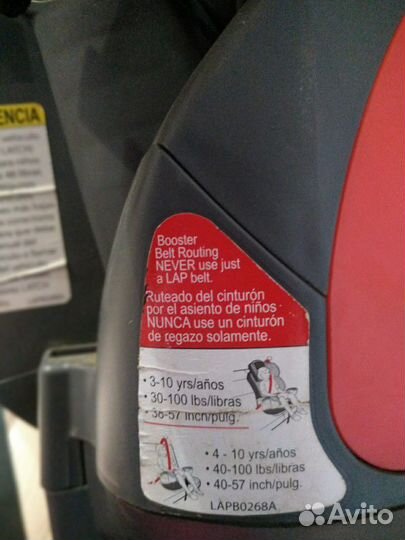 ENCIA
Booster
Belt Routing
NEVER use just
a LAP belt.
Ruteado del cinturón
por el asiento de niños
NUNCA use un cinturón
de regazo solamente.
• 3-10 yrs/años
• 30-100 lbs/libras
• 38-57 inch/pulg.
• 4 - 10 yrs/años
• 40-100 lbs/libras
• 40-57 inch/pulg.
LAPB0268A
Avito